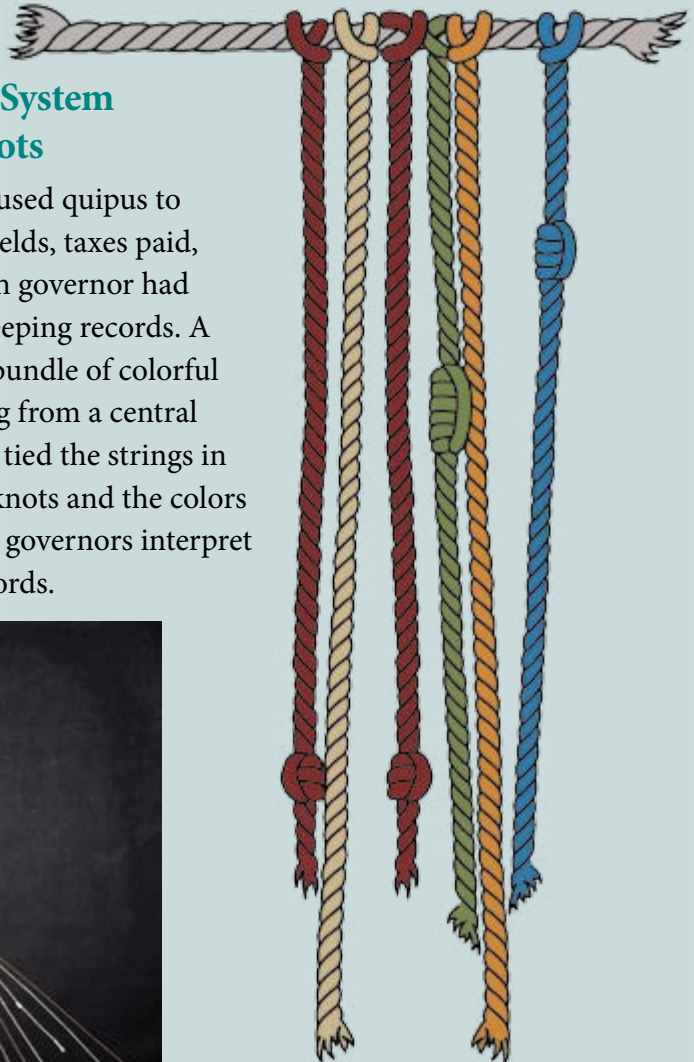 System
ots
used quipus to
elds, taxes paid,
n governor had
eeping records. A
bundle of colorful
g from a central
tied the strings in
knots and the colors
governors interpret
ords.